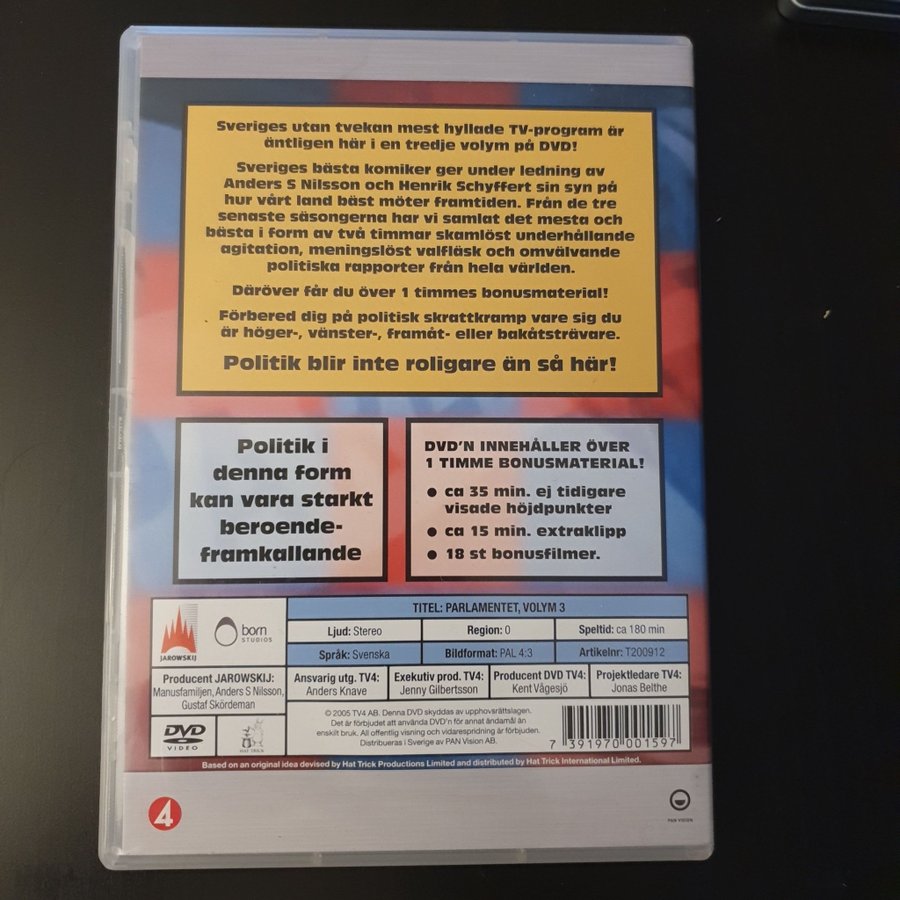 Sveriges utan tvekan mest hyllade TV-program är
äntligen här i en tredje volym på DVD!
Sveriges bästa komiker ger under ledning av
Anders S Nilsson och Henrik Schyffert sin syn på
hur vårt land bäst möter framtiden. Från de tre
senaste säsongerna har vi samlat det mesta och
bästa i form av två timmar skamlöst underhållande
agitation, meningslöst valfläsk och omvälvande
politiska rapporter från hela världen.
Däröver får du över 1 timmes bonusmaterial!
Förbered dig på politisk skrattkramp vare sig du
är höger-, vänster-, framåt- eller bakåtsträvare.
Politik blir inte roligare än så här!
Politik i
denna form
kan vara starkt
beroende-
framkallande
DVD'N INNEHÅLLER ÖVER
1 TIMME BONUSMATERIAL!
• ca 35 min. ej tidigare
visade höjdpunkter
• ca 15 min. extraklipp
• 18 st bonusfilmer.
JAROWSKIJ
born
STUDIOS
TITEL: PARLAMENTET, VOLYM 3
Ljud: Stereo
Region: 0
Speltid: ca 180 min
Språk: Svenska
Bildformat: PAL 4:3
Artikelnr: T200912
Producent JAROWSKIJ:
Manusfamiljen, Anders S Nilsson,
Gustaf Skördeman
Ansvarig utg. TV4:
Anders Knave
Exekutiv prod. TV4:
Jenny Gilbertsson
Producent DVD TV4:
Kent Vågesjö
Projektledare TV4:
Jonas Belthe
DVD
VIDEO
HAT TRICK
© 2005 TV4 AB. Denna DVD skyddas av upphovsrättslagen.
Det är förbjudet att använda DVD'n för annat ändamål än
enskilt bruk. All offentlig visning och vidarespridning är förbjuden.
Distribueras i Sverige av PAN Vision AB.
7 391970 001597
Based on an original idea devised by Hat Trick Productions Limited and distributed by Hat Trick International Limited.
4
PAN VISION